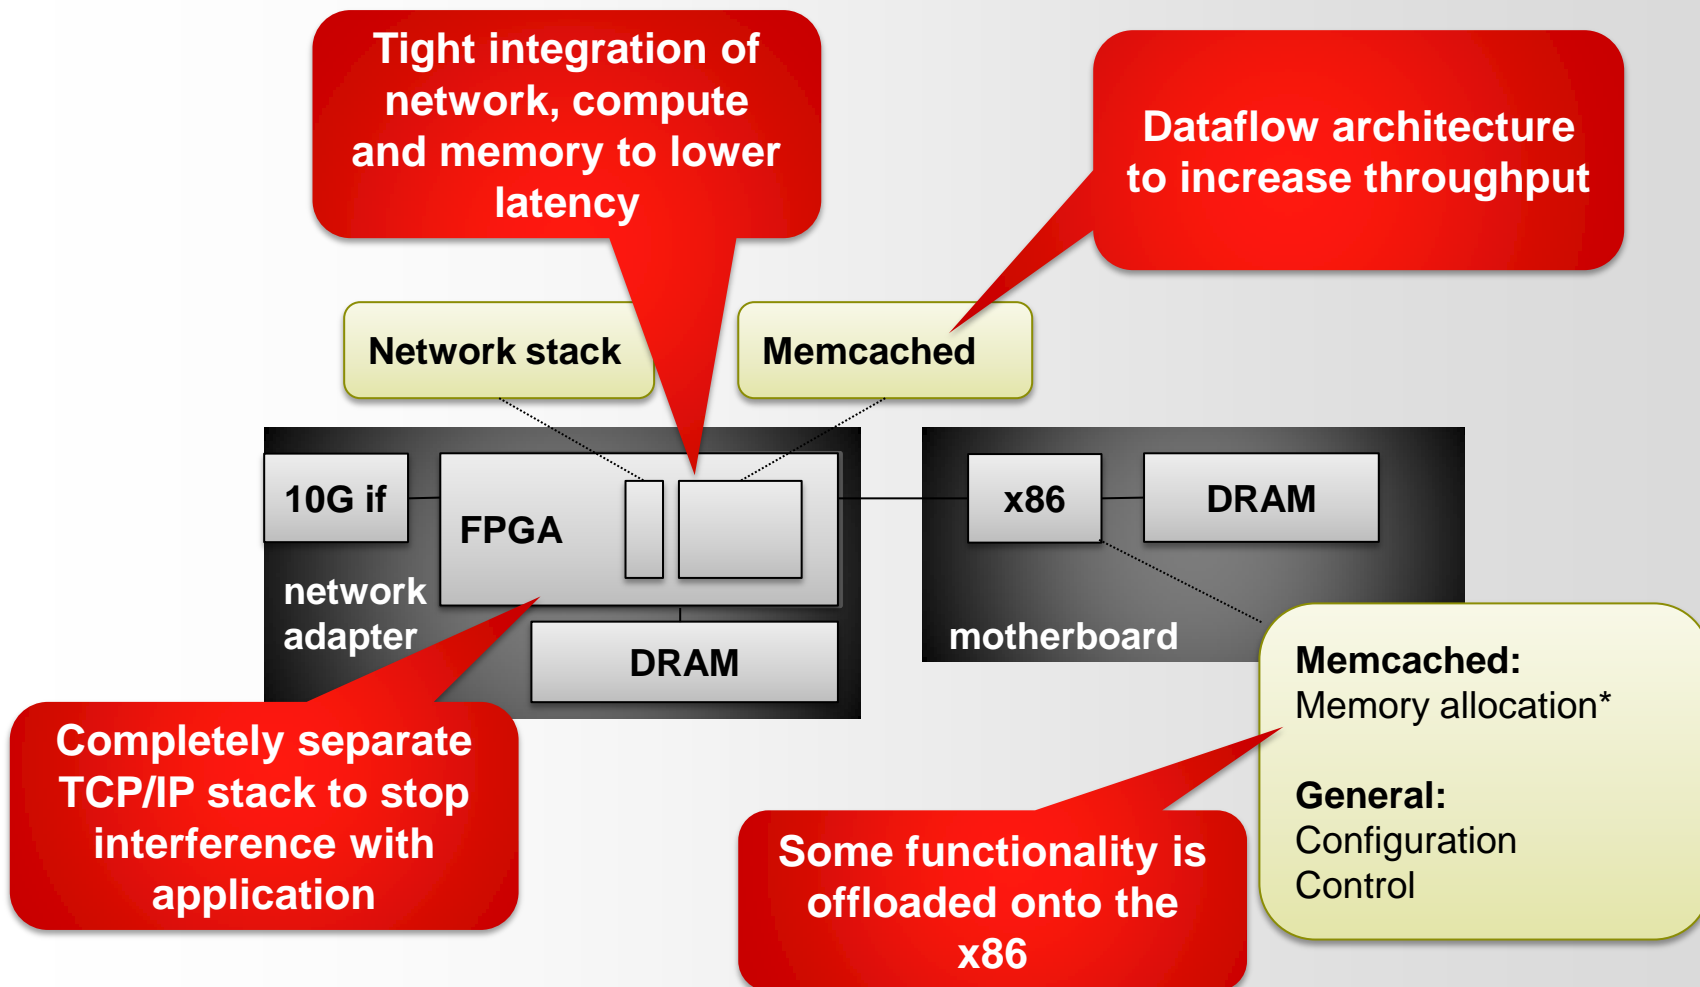 Tight integration of
network, compute
and memory to lower
latency
Dataflow architecture
to increase throughput
Network stack
Memcached
10G if
FPGA
x86
DRAM
network
adapter
DRAM
motherboard
Memcached:
Memory allocation*
General:
Configuration
Control
Completely separate
TCP/IP stack to stop
interference with
application
Some functionality is
offloaded onto the
x86